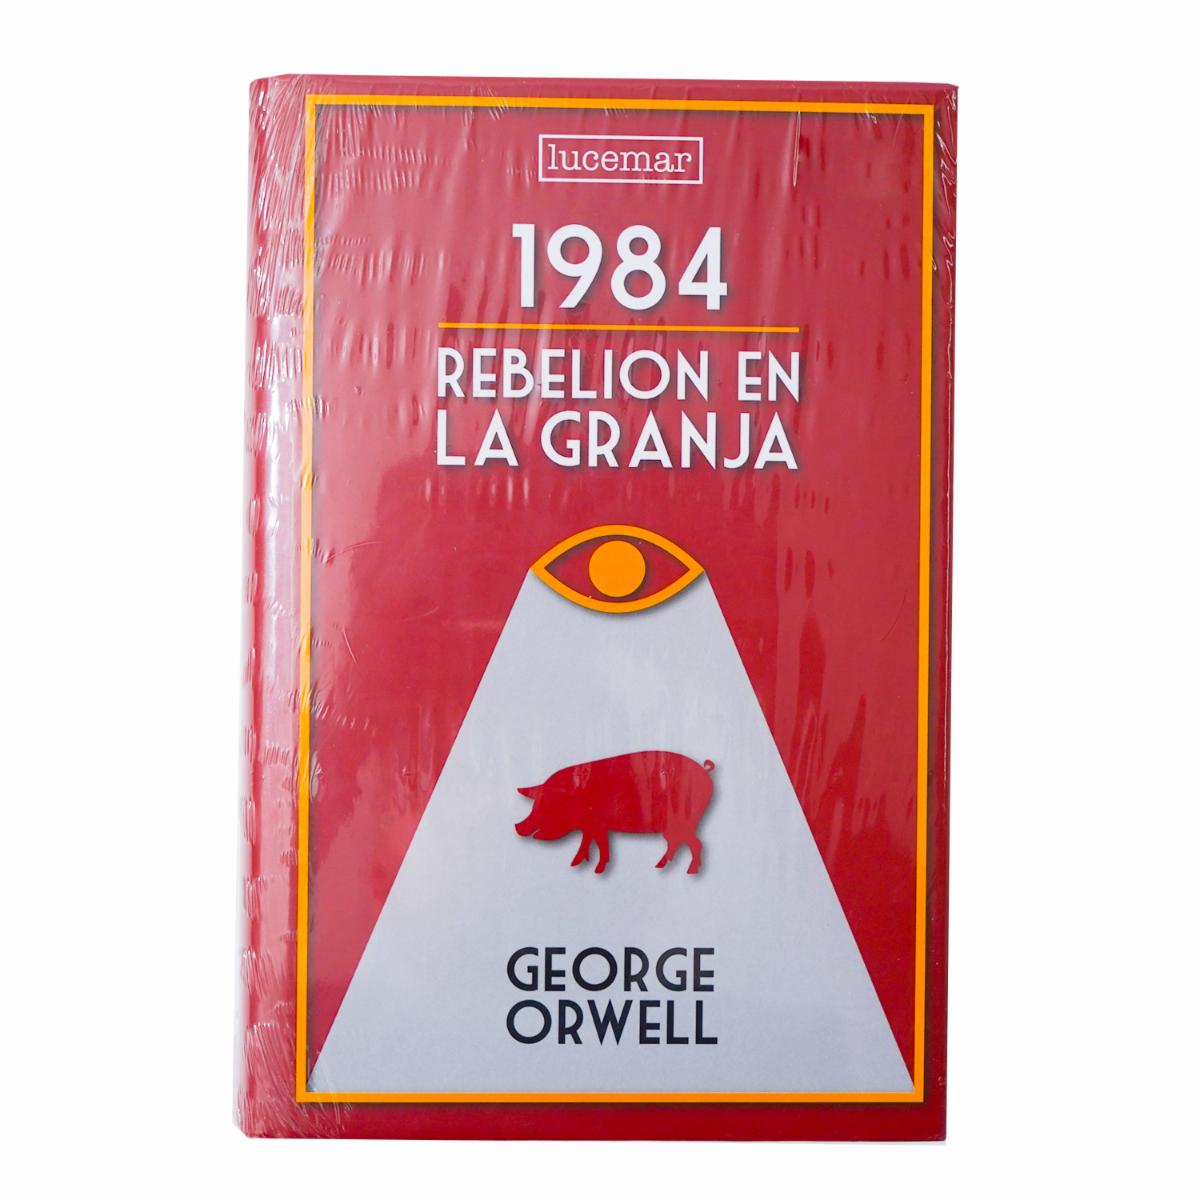 lucemar
1984
REBELION EN
LA GRANJA
GEORGE
ORWELL